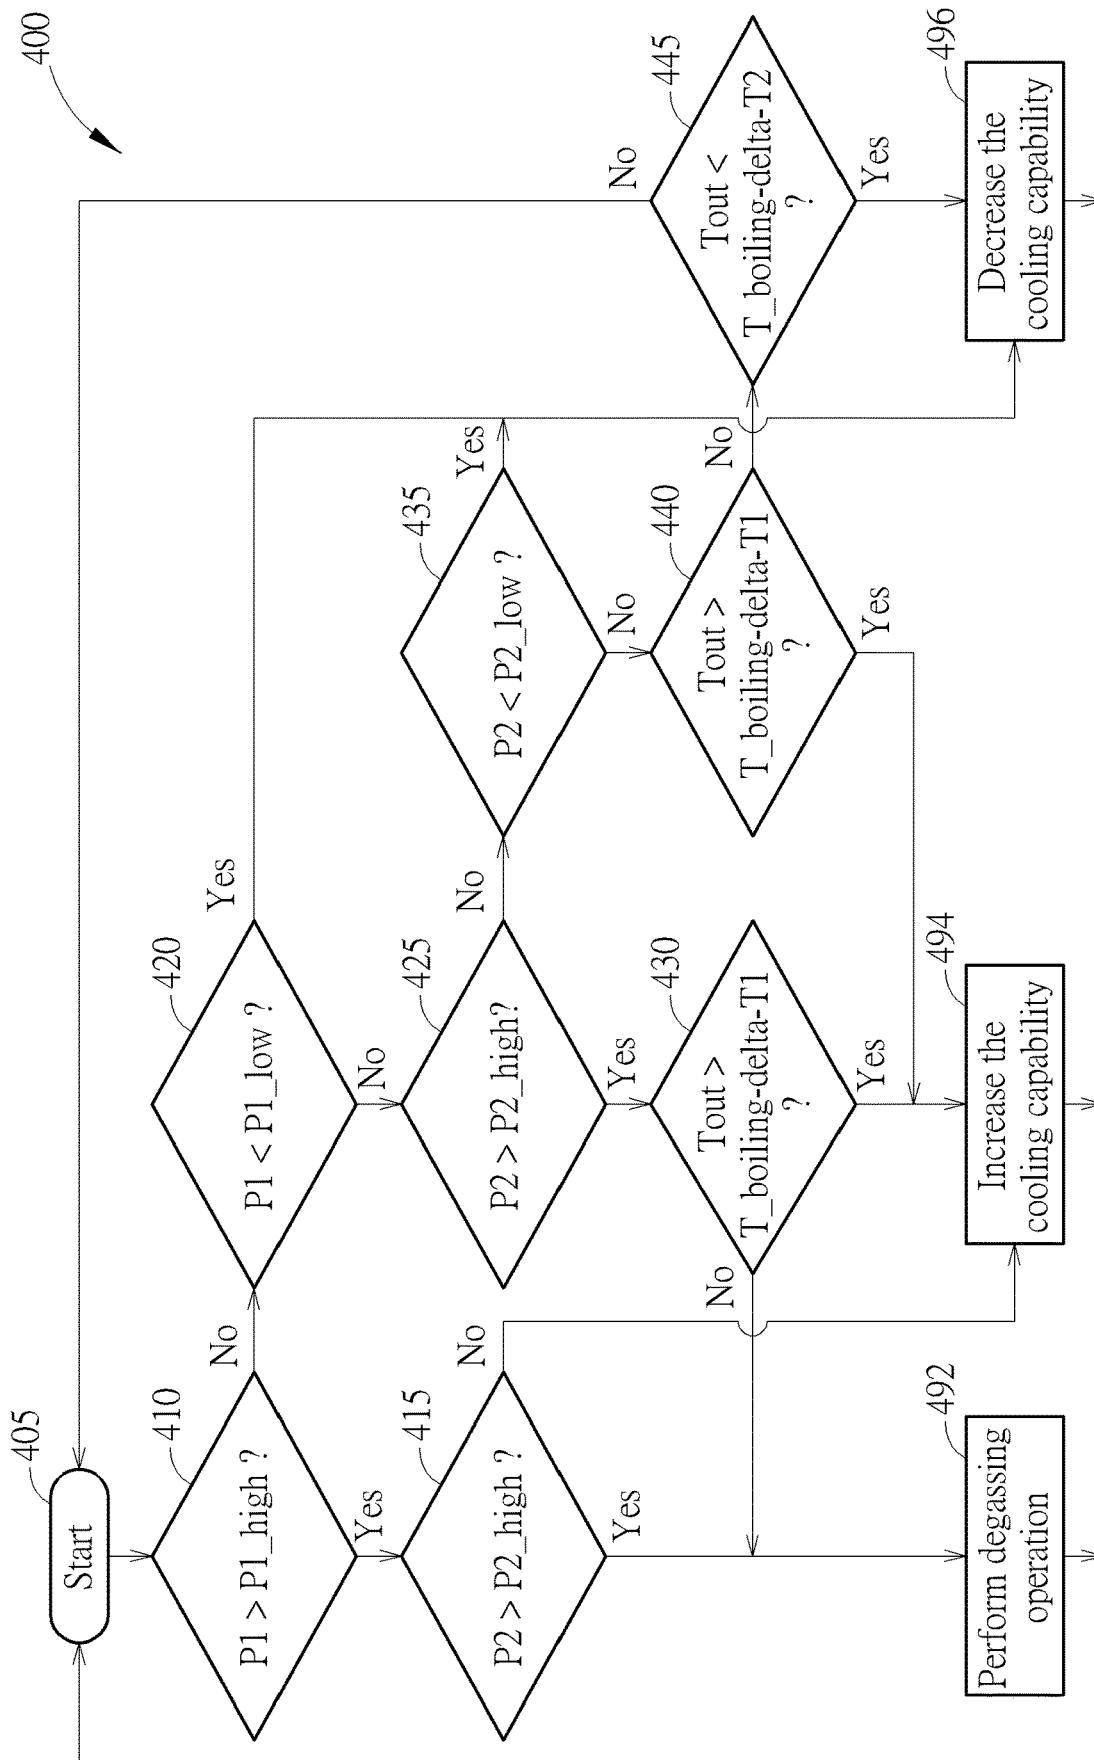 400
405
Start
410
P1 > P1_high ?
No
Yes
420
P1 < P1_low ?
Yes
No
415
P2 > P2_high ?
No
Yes
425
P2 > P2_high?
No
Yes
435
P2 < P2_low ?
Yes
No
430
Tout >
T_boiling-delta-T1
?
No
Yes
440
Tout >
T_boiling-delta-T1
?
No
Yes
445
Tout <
T_boiling-delta-T2
?
No
Yes
492
Perform degassing
operation
494
Increase the
cooling capability
496
Decrease the
cooling capability